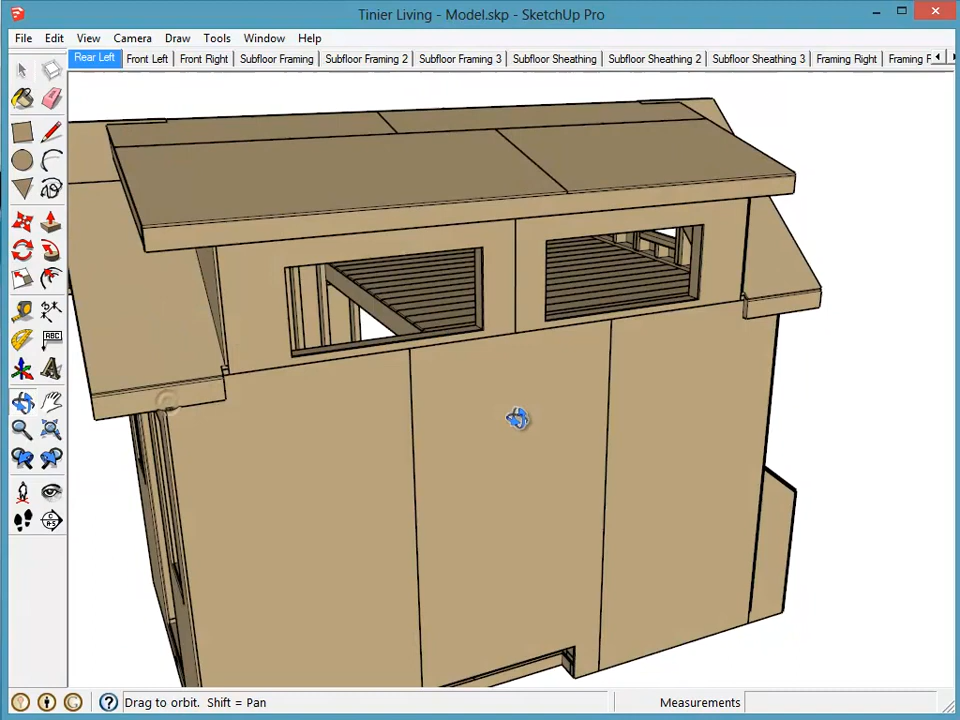 Tinier Living - Model.skp - SketchUp Pro
File Edit View Camera Draw Tools Window Help
Rear Left Front Left Front Right Subfloor Framing Subfloor Framing 2 Subfloor Framing 3 Subfloor Sheathing Subfloor Sheathing 2 Subfloor Sheathing 3 Framing Right Framing F
ABC
Drag to orbit. Shift = Pan Measurements